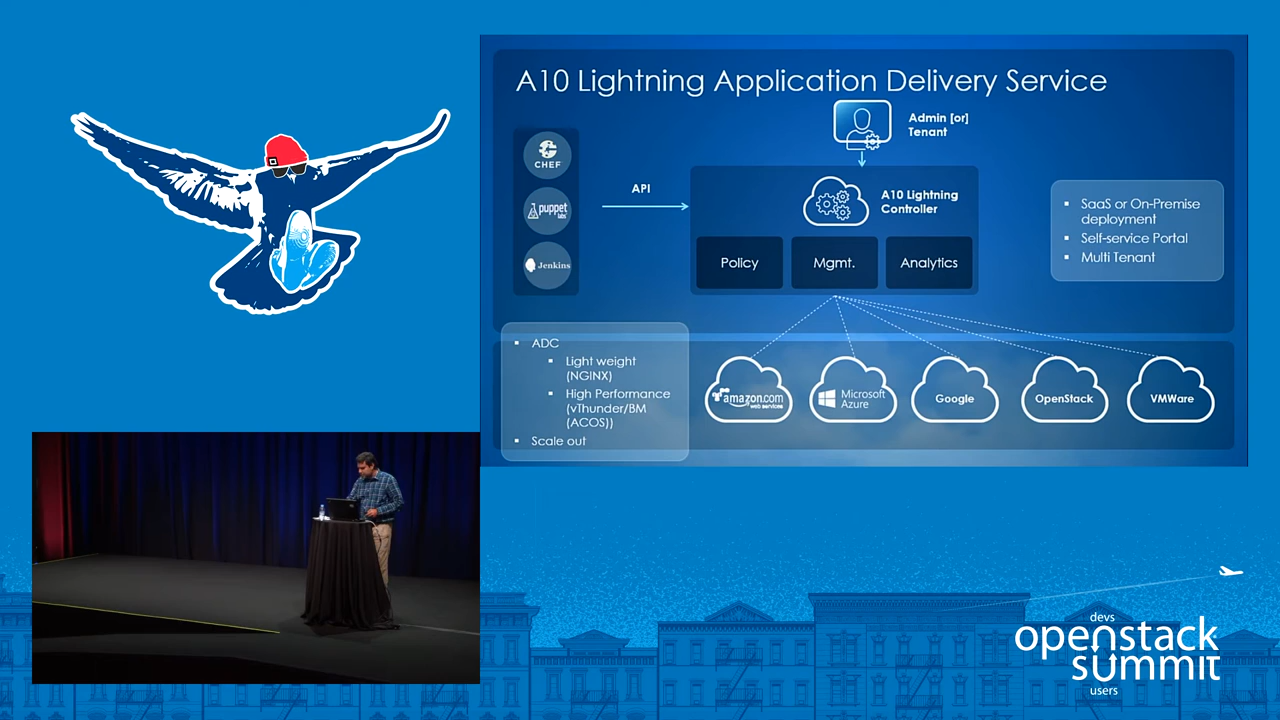 A10 Lightning Application Delivery Service
Admin [or]
Tenant
CHEF
API
puppet
labs
Jenkins
A10 Lightning
Controller
Policy
Mgmt.
Analytics
▪ SaaS or On-Premise
deployment
▪ Self-service Portal
▪ Multi Tenant
▪ ADC
▪ Light weight
(NGINX)
▪ High Performance
(vThunder/BM
(ACOS))
▪ Scale out
amazon.com
web services
Microsoft
Azure
Google
OpenStack
VMWare
devs
openstack
summit
users